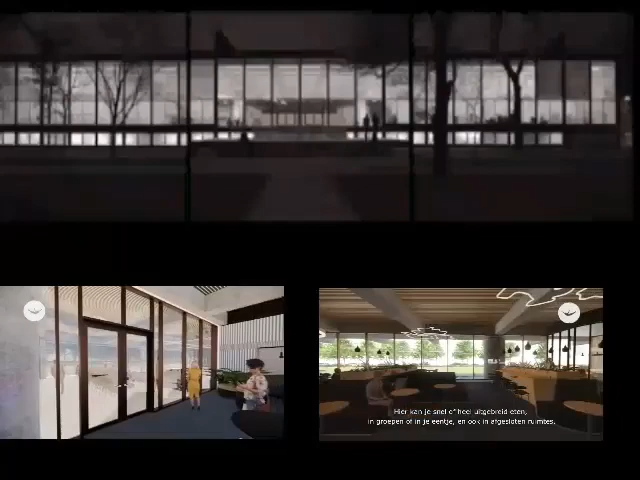 Hier kan je snel of heel uitgebreid eten,
in groepen of in je eentje, en ook in afgesloten ruimtes.